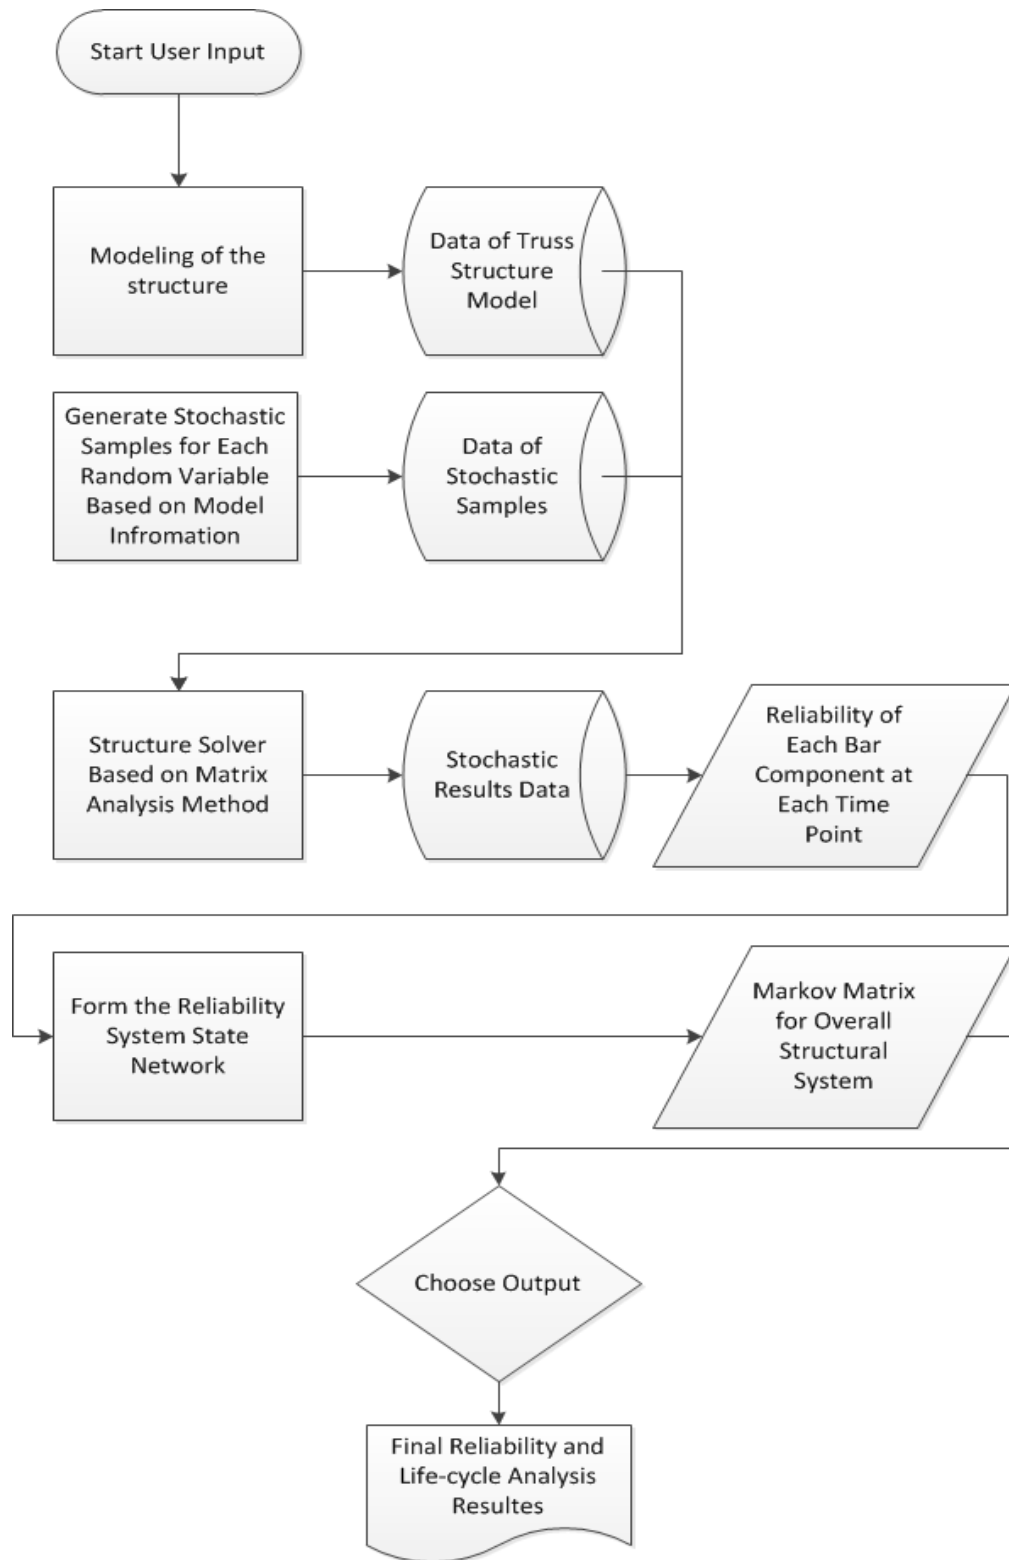 Start User Input
Modeling of the
structure
Data of Truss
Structure
Model
Generate Stochastic
Samples for Each
Random Variable
Based on Model
Infromation
Data of
Stochastic
Samples
Structure Solver
Based on Matrix
Analysis Method
Stochastic
Results Data
Reliability of
Each Bar
Component at
Each Time
Point
Form the Reliability
System State
Network
Markov Matrix
for Overall
Structural
System
Choose Output
Final Reliability and
Life-cycle Analysis
Resultes